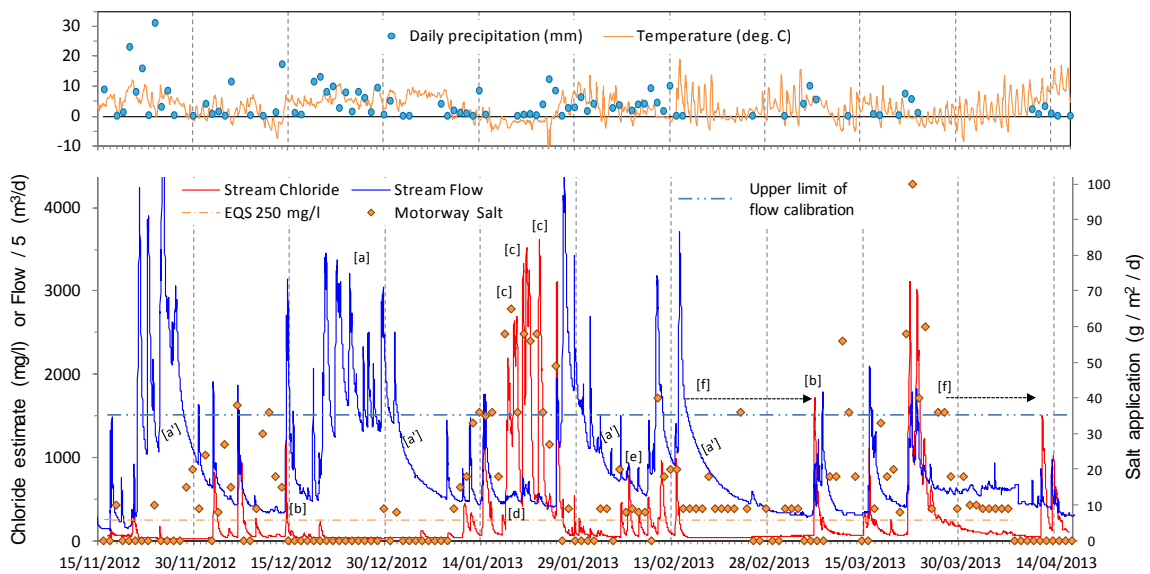 30
20
10
0
-10
Daily precipitation (mm)
Temperature (deg. C)
Chloride estimate (mg/l) or Flow / 5 (m³/d)
4000
3000
2000
1000
0
Stream Chloride
Stream Flow
EQS 250 mg/l
Motorway Salt
Upper limit of
flow calibration
[a]
[a']
[b]
[a']
[c]
[c]
[c]
[d]
[a']
[e]
[a']
[f]
[b]
[f]
100
90
80
70
60
50
40
30
20
10
0
Salt application (g / m² / d)
15/11/2012
30/11/2012
15/12/2012
30/12/2012
14/01/2013
29/01/2013
13/02/2013
28/02/2013
15/03/2013
30/03/2013
14/04/2013